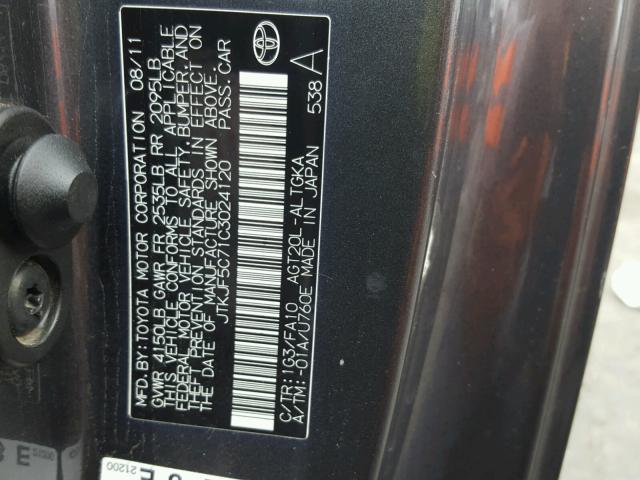 MFD. BY: TOYOTA MOTOR CORPORATION 08/11
GVWR 4150LB GAWR FR 2535LB RR 2095LB
THIS VEHICLE CONFORMS TO ALL APPLICABLE
FEDERAL MOTOR VEHICLE SAFETY, BUMPER, AND
THEFT PREVENTION STANDARDS IN EFFECT ON
THE DATE OF MANUFACTURE SHOWN ABOVE.
JTKJF5C71C3024120 PASS.CAR
C/TR: 1G3/FA10 AGT20L-ALTGKA
A/TM: -01A/U760E MADE IN JAPAN 538 A
21200
E